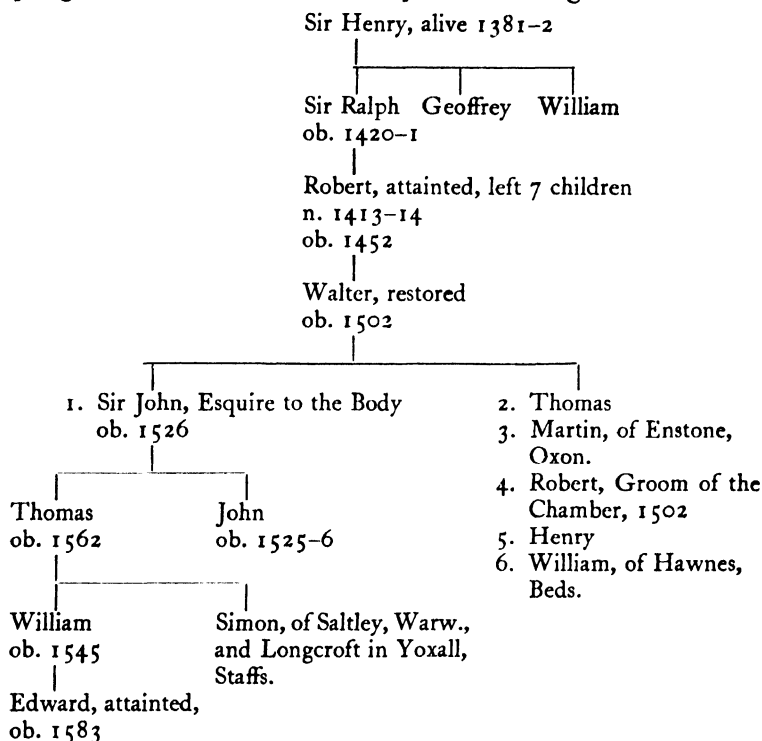 Sir Henry, alive 1381–2
Sir Ralph Geoffrey William
ob. 1420–1
Robert, attainted, left 7 children
n. 1413–14
ob. 1452
Walter, restored
ob. 1502
1. Sir John, Esquire to the Body
ob. 1526
2. Thomas
3. Martin, of Enstone,
Oxon.
4. Robert, Groom of the
Chamber, 1502
5. Henry
6. William, of Hawnes,
Beds.
Thomas
ob. 1562
John
ob. 1525–6
William
ob. 1545
Simon, of Saltley, Warw.,
and Longcroft in Yoxall,
Staffs.
Edward, attainted,
ob. 1583